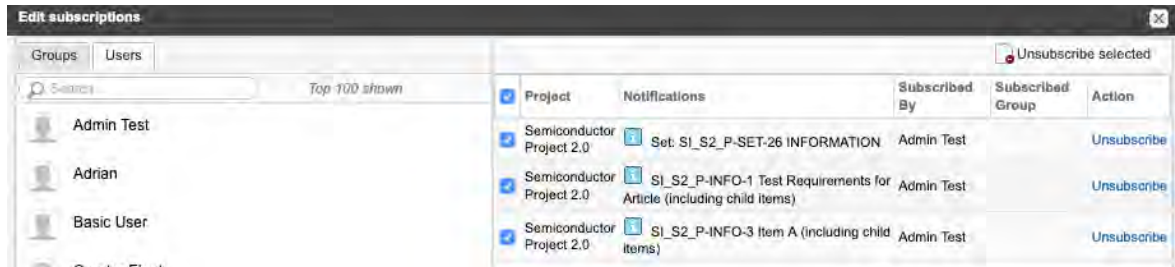 Edit subscriptions
Groups Users
Unsubscribe selected
Search
Top 100 shown
Project Notifications Subscribed By Subscribed Group Action
Admin Test
Adrian
Basic User
Semiconductor Project 2.0 Set: SI_S2_P-SET-26 INFORMATION Admin Test Unsubscribe
Semiconductor Project 2.0 SI_S2_P-INFO-1 Test Requirements for Article (including child items) Admin Test Unsubscribe
Semiconductor Project 2.0 SI_S2_P-INFO-3 Item A (including child items) Admin Test Unsubscribe